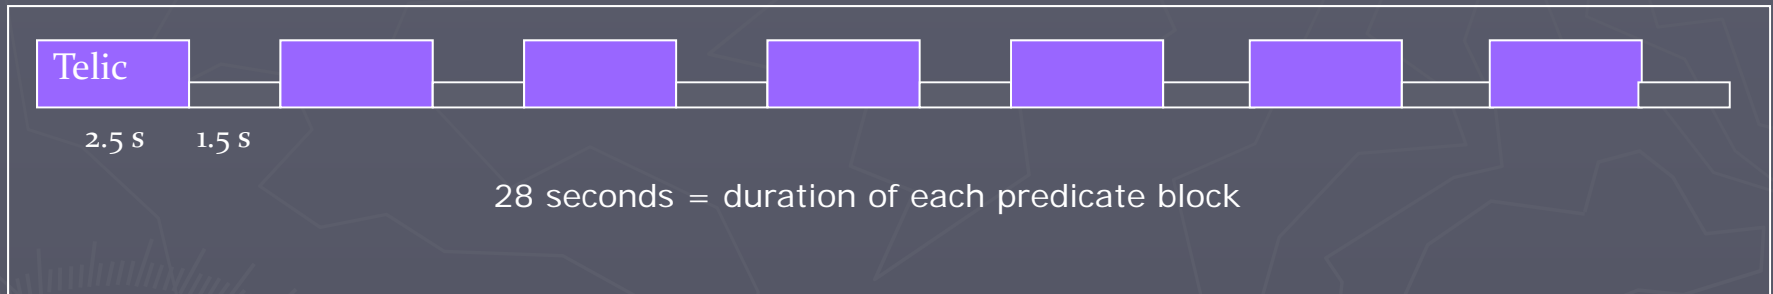 Telic
2.5 s 1.5 s
28 seconds = duration of each predicate block